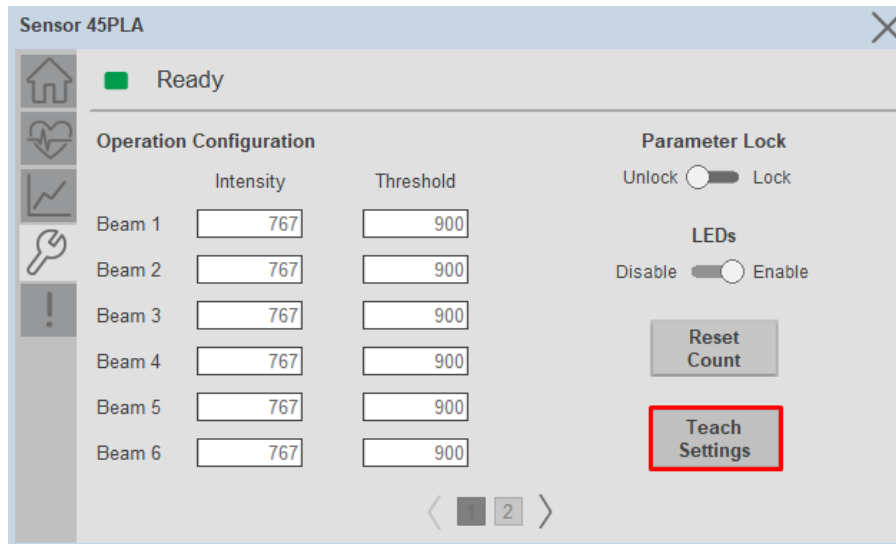 Sensor 45PLA
Ready
Operation Configuration
Intensity Threshold
Beam 1 767 900
Beam 2 767 900
Beam 3 767 900
Beam 4 767 900
Beam 5 767 900
Beam 6 767 900
1 2
Parameter Lock
Unlock Lock
LEDs
Disable Enable
Reset
Count
Teach
Settings